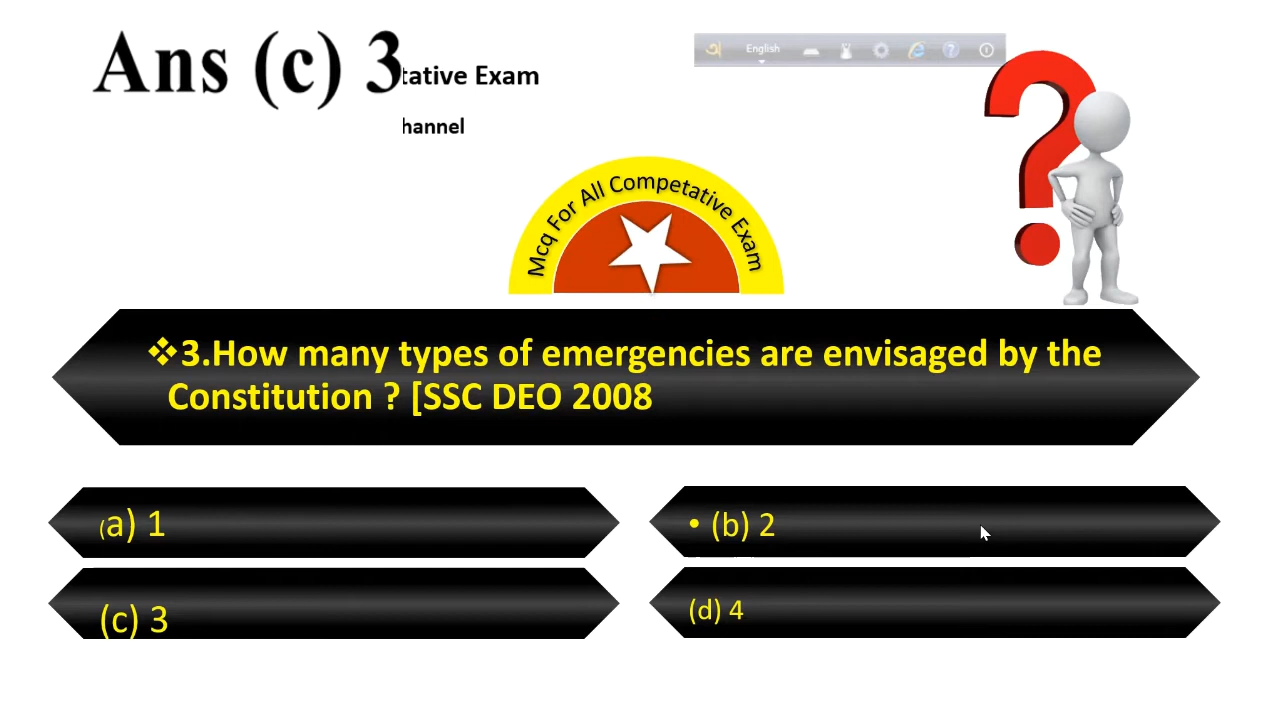 Ans (c) 3
tative Exam
English
hannel
Mcq For All Competative Exam
❖3.How many types of emergencies are envisaged by the
Constitution ? [SSC DEO 2008
(a) 1
• (b) 2
(c) 3
(d) 4